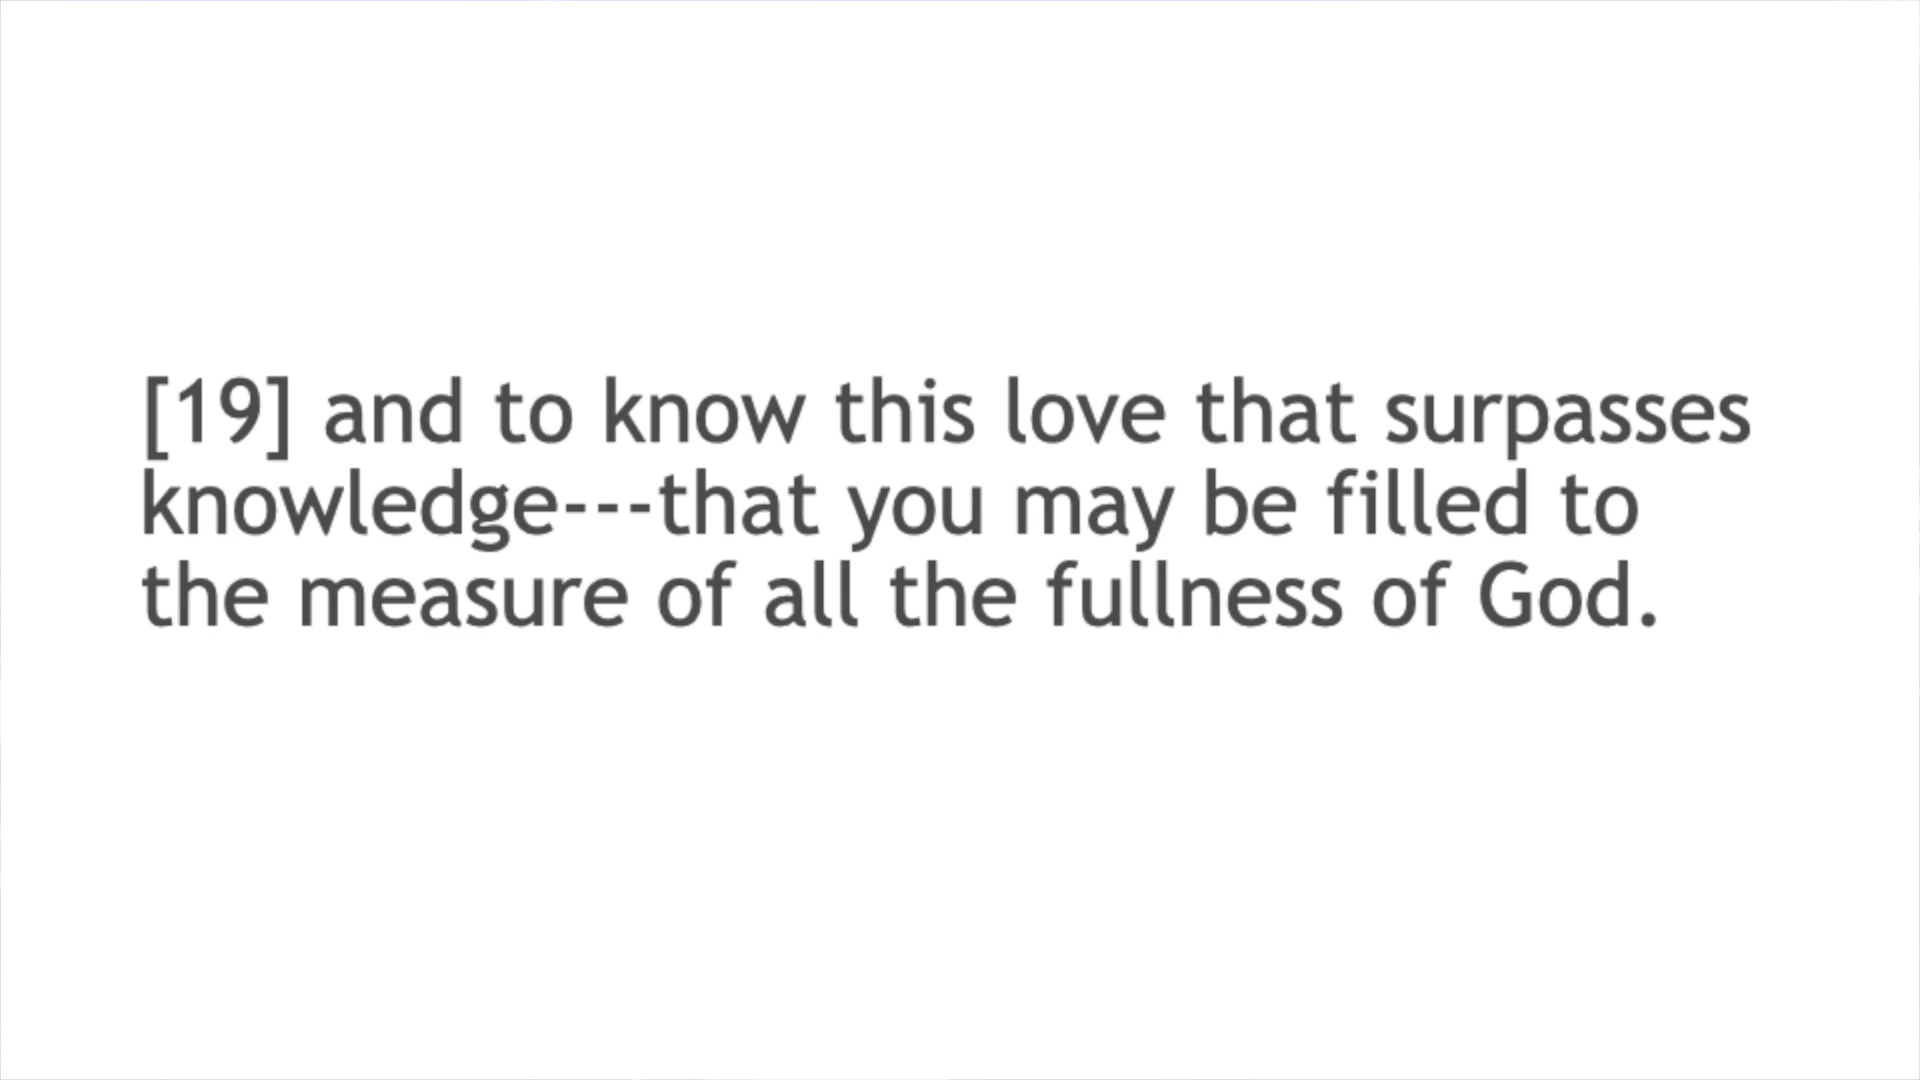 [19] and to know this love that surpasses
knowledge---that you may be filled to
the measure of all the fullness of God.